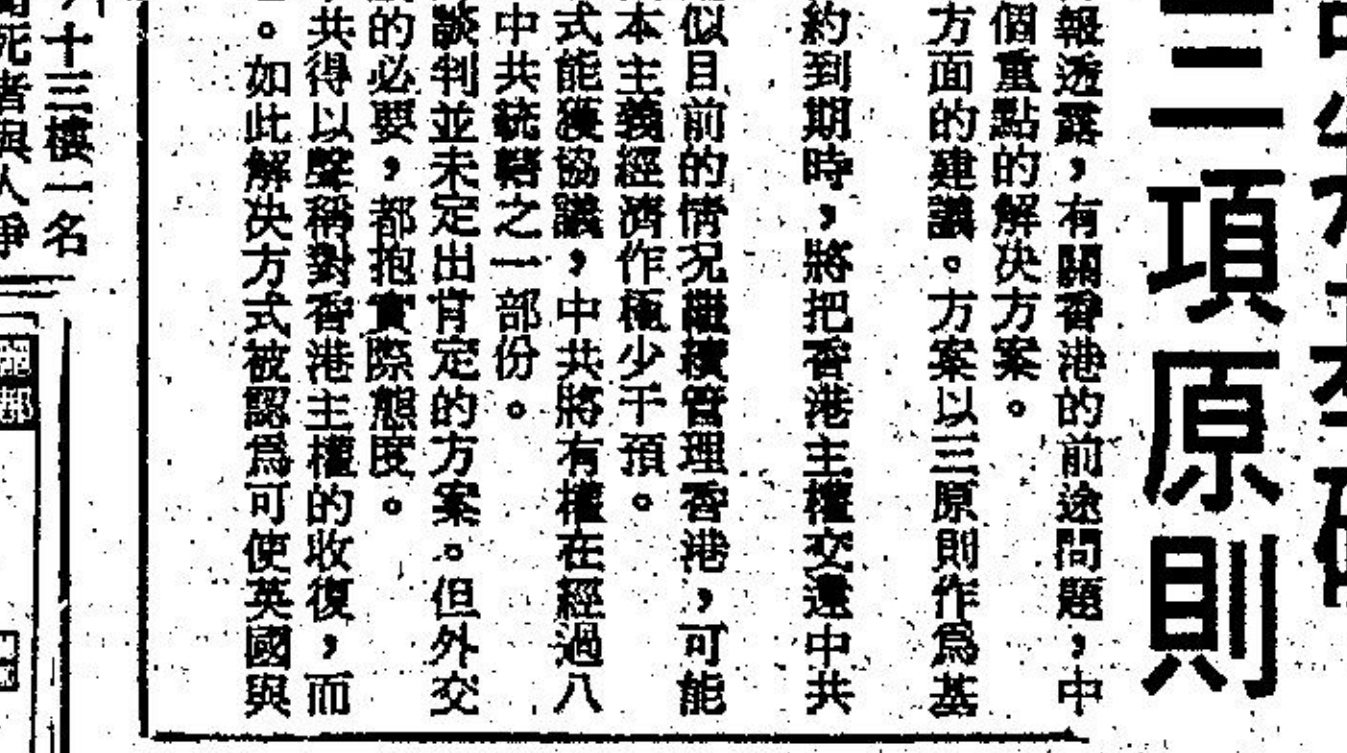 三項原則
報透露，有關香港的前途問題，中
個重點的解決方案。
方面的建議。方案以三原則作為基
約到期時，將把香港主權交還中共
似目前的情況繼續管理香港，可能
本主義經濟作極少干預。
式能獲協議，中共將有權在經過八
中共統轄之一部份。
談判並未定出肯定的方案。但外交
的必要，都抱實際態度。
共得以聲稱對香港主權的收復，而
。如此解決方式被認爲可使英國與
十三樓一名
死者與人爭